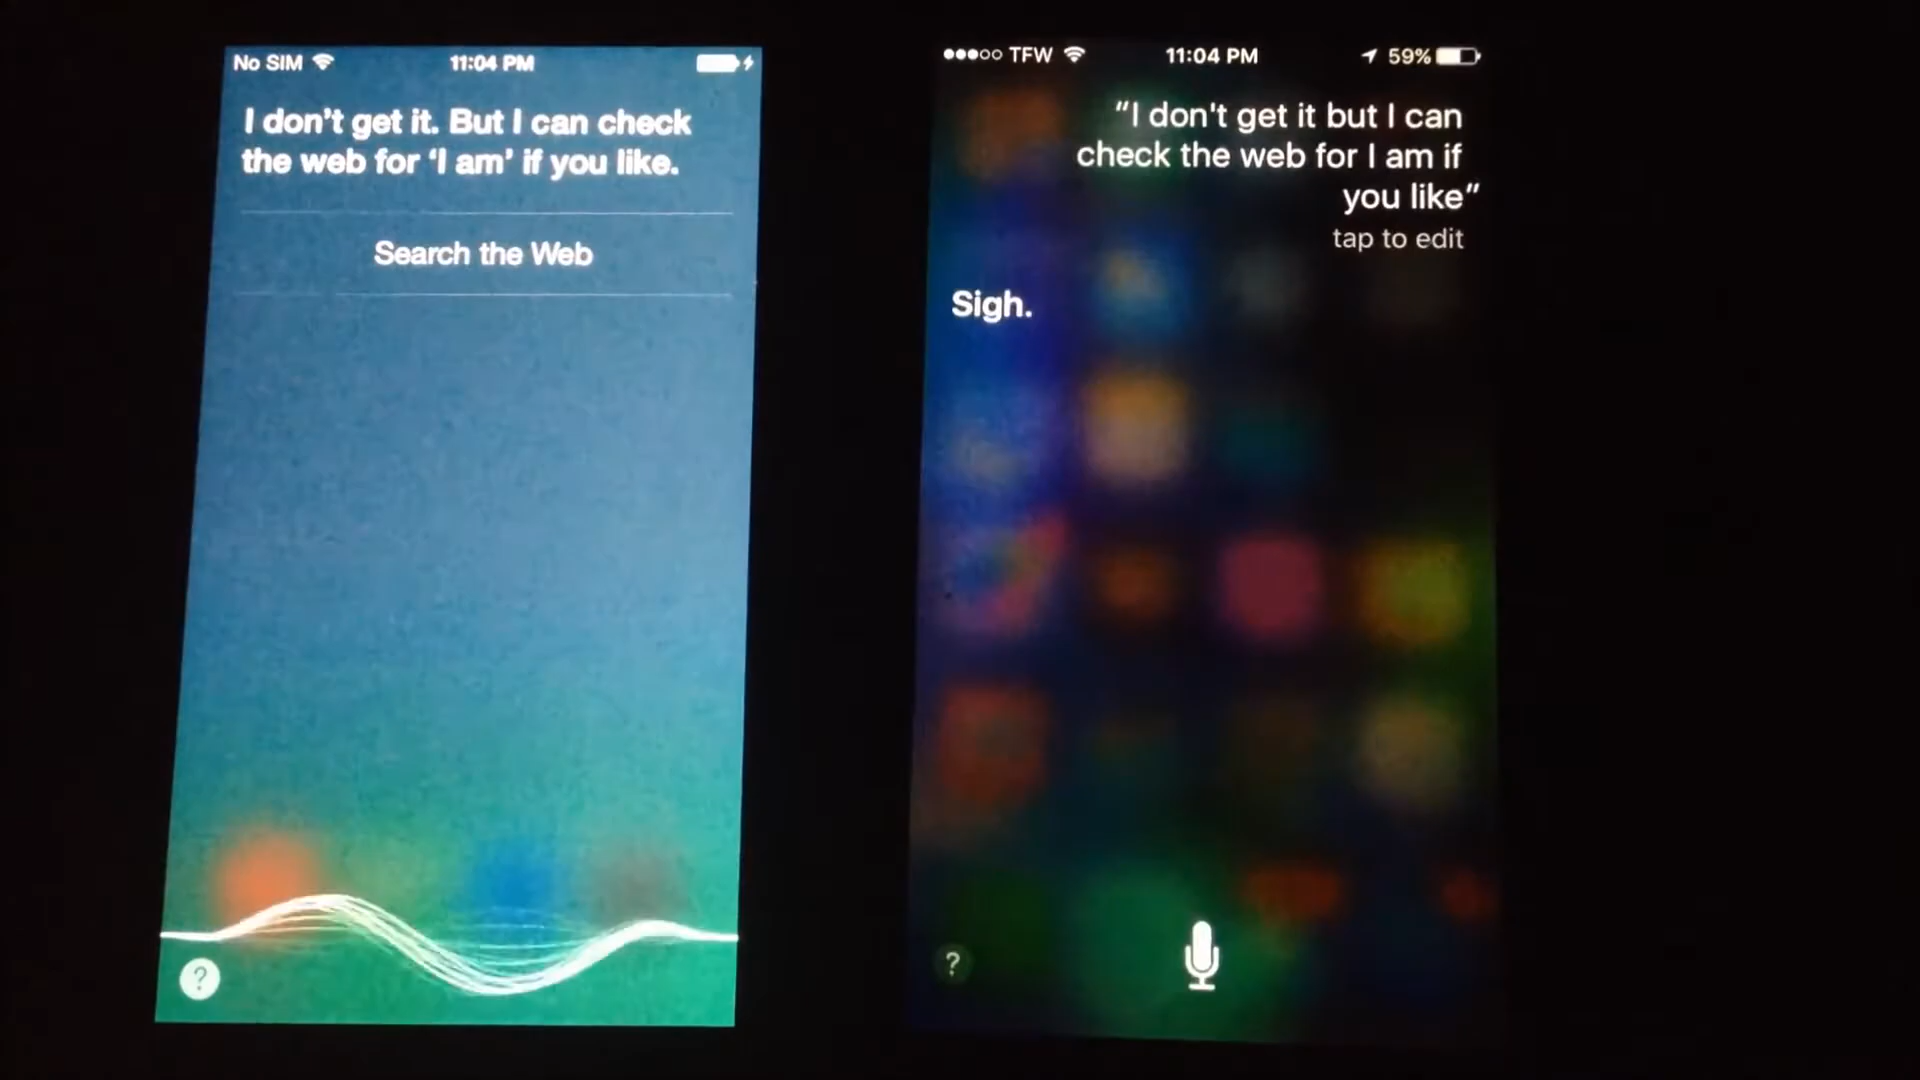 No SIM 11:04 PM
I don’t get it. But I can check
the web for ‘I am’ if you like.
Search the Web
?
TFW 11:04 PM 59%
“I don't get it but I can
check the web for I am if
you like”
tap to edit
Sigh.
?